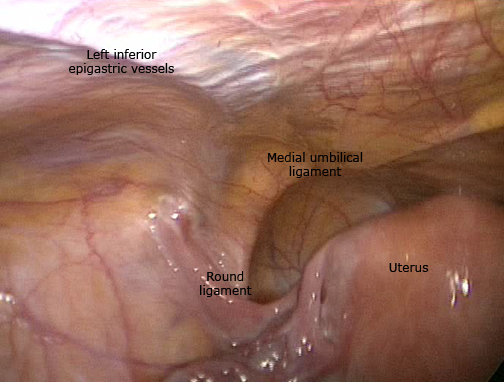 Left inferior
epigastric vessels
Medial umbilical
ligament
Round
ligament
Uterus